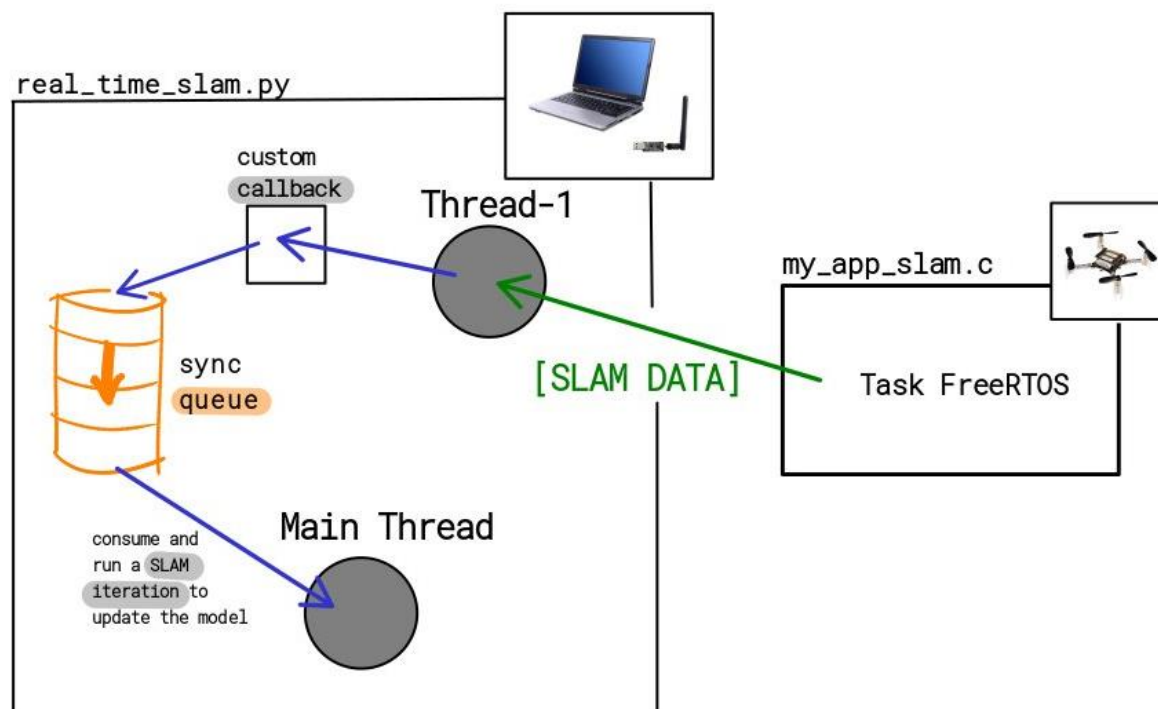 real_time_slam.py
custom
callback
Thread-1
my_app_slam.c
Task FreeRTOS
[SLAM DATA]
sync
queue
Main Thread
consume and
run a SLAM
iteration to
update the model